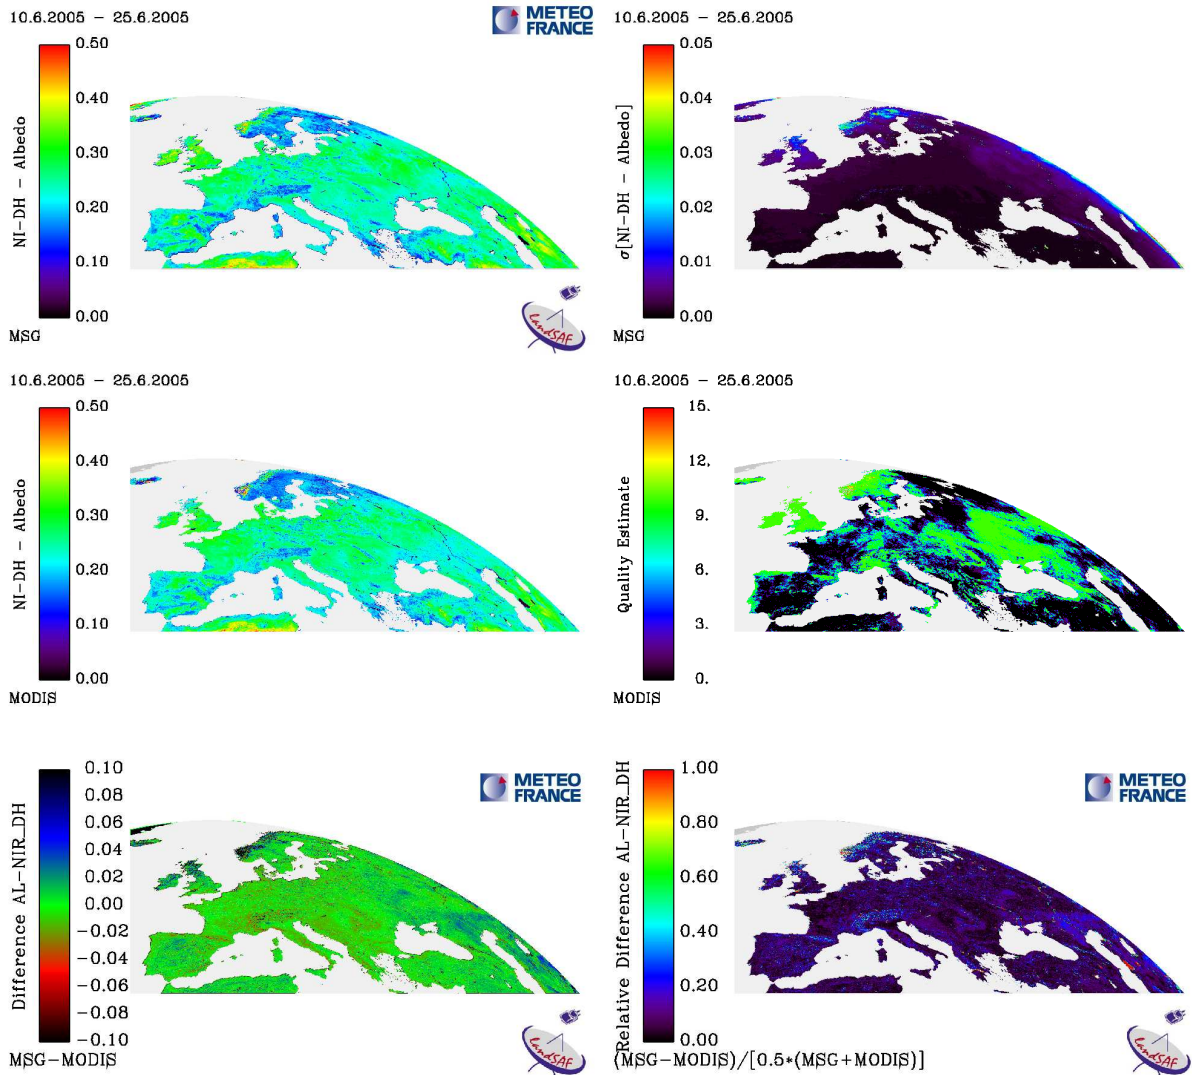 10.6.2005 – 25.6.2005
METEO
FRANCE
0.50
0.40
0.30
0.20
0.10
0.00
NI–DH – Albedo
MSG
LandSAF
10.6.2005 – 25.6.2005
0.05
0.04
0.03
0.02
0.01
0.00
σ[NI–DH – Albedo]
MSG
10.6.2005 – 25.6.2005
0.50
0.40
0.30
0.20
0.10
0.00
NI–DH – Albedo
MODIS
10.6.2005 – 25.6.2005
15.
12.
9.
6.
3.
0.
Quality Estimate
MODIS
0.10
0.08
0.06
0.04
0.02
0.00
−0.02
−0.04
−0.06
−0.08
−0.10
Difference AL–NIR_DH
METEO
FRANCE
MSG–MODIS
LandSAF
1.00
0.80
0.60
0.40
0.20
0.00
Relative Difference AL–NIR_DH
METEO
FRANCE
(MSG–MODIS)/[0.5*(MSG+MODIS)]
LandSAF